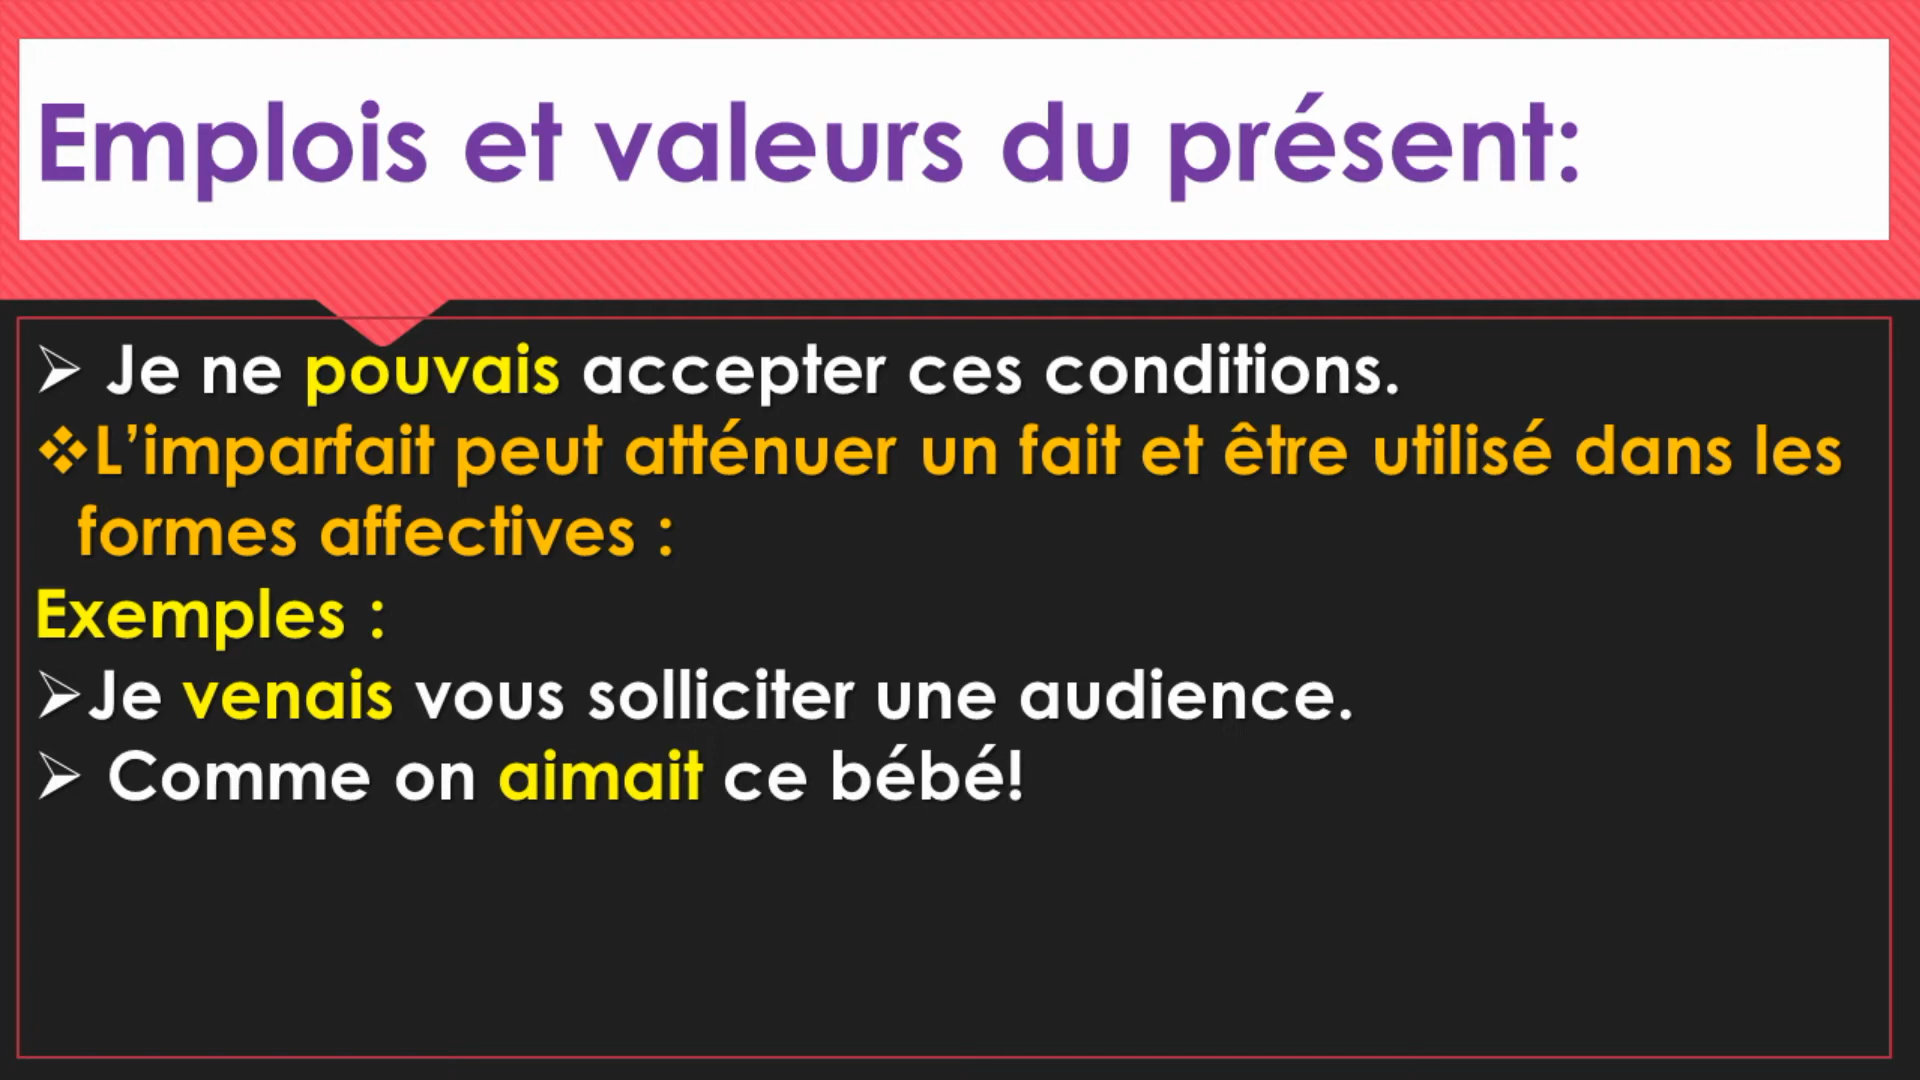 Emplois et valeurs du présent:
➢ Je ne pouvais accepter ces conditions.
❖L’imparfait peut atténuer un fait et être utilisé dans les
formes affectives :
Exemples :
➢Je venais vous solliciter une audience.
➢ Comme on aimait ce bébé!